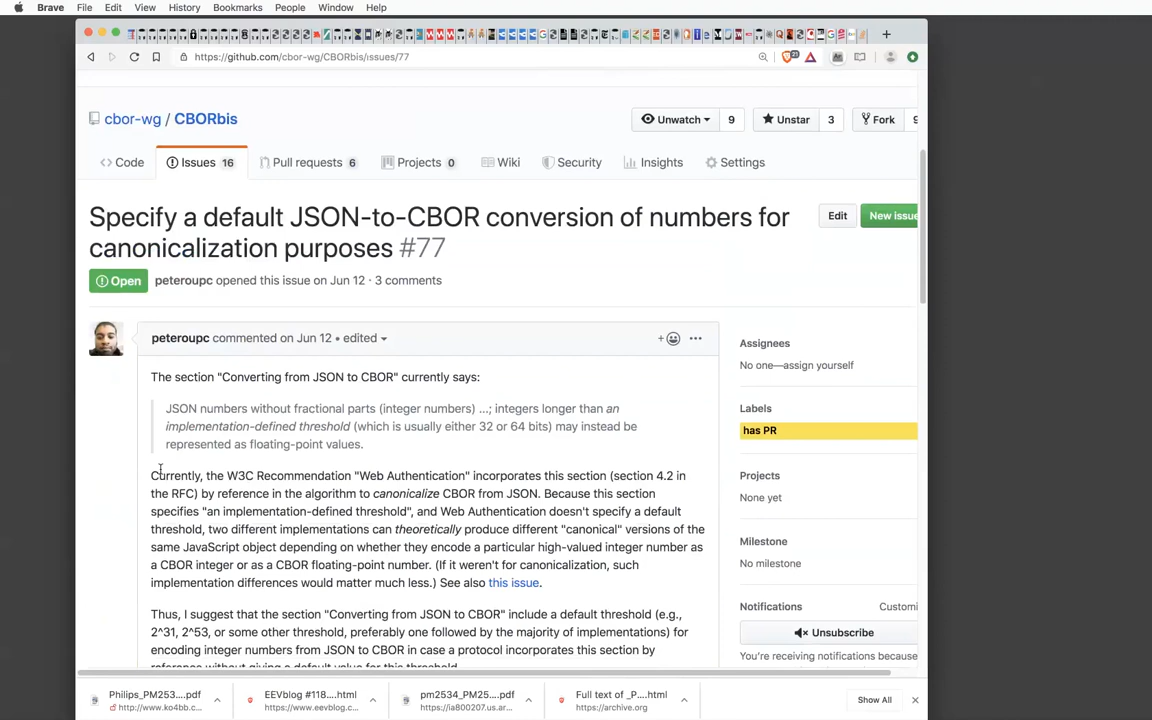 Brave File Edit View History Bookmarks People Window Help
https://github.com/cbor-wg/CBORbis/issues/77
cbor-wg / CBORbis
Unwatch 9 Unstar 3 Fork
Code Issues 16 Pull requests 6 Projects 0 Wiki Security Insights Settings
Specify a default JSON-to-CBOR conversion of numbers for
canonicalization purposes #77
Edit New issue
Open peteroupc opened this issue on Jun 12 · 3 comments
peteroupc commented on Jun 12 • edited
The section "Converting from JSON to CBOR" currently says:
JSON numbers without fractional parts (integer numbers) ...; integers longer than an
implementation-defined threshold (which is usually either 32 or 64 bits) may instead be
represented as floating-point values.
Currently, the W3C Recommendation "Web Authentication" incorporates this section (section 4.2 in
the RFC) by reference in the algorithm to canonicalize CBOR from JSON. Because this section
specifies "an implementation-defined threshold", and Web Authentication doesn't specify a default
threshold, two different implementations can theoretically produce different "canonical" versions of the
same JavaScript object depending on whether they encode a particular high-valued integer number as
a CBOR integer or as a CBOR floating-point number. (If it weren't for canonicalization, such
implementation differences would matter much less.) See also this issue.
Thus, I suggest that the section "Converting from JSON to CBOR" include a default threshold (e.g.,
2^31, 2^53, or some other threshold, preferably one followed by the majority of implementations) for
encoding integer numbers from JSON to CBOR in case a protocol incorporates this section by
reference without giving a default value for this threshold.
Assignees
No one—assign yourself
Labels
has PR
Projects
None yet
Milestone
No milestone
Notifications Customi
Unsubscribe
You're receiving notifications because
Philips_PM253....pdf
http://www.ko4bb.c...
EEVblog #118....html
https://www.eevblog.c...
pm2534_PM25....pdf
https://ia800207.us.ar...
Full text of _P....html
https://archive.org
Show All